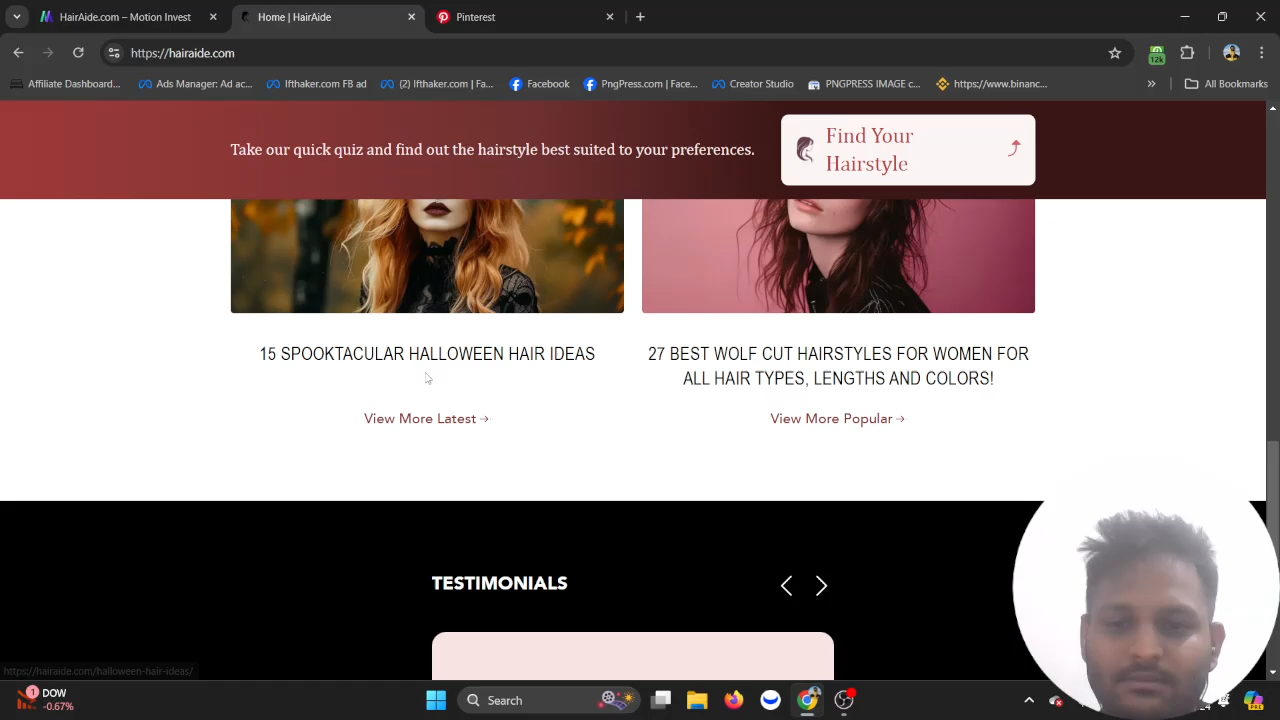 HairAide.com – Motion Invest
Home | HairAide
Pinterest
https://hairaide.com
12k
Affiliate Dashboard...
Ads Manager: Ad ac...
Ifthaker.com FB ad
(2) Ifthaker.com | Fa...
Facebook
PngPress.com | Face...
Creator Studio
PNGPRESS IMAGE c...
https://www.binanc...
All Bookmarks
Take our quick quiz and find out the hairstyle best suited to your preferences.
Find Your
Hairstyle
15 SPOOKTACULAR HALLOWEEN HAIR IDEAS
View More Latest
27 BEST WOLF CUT HAIRSTYLES FOR WOMEN FOR
ALL HAIR TYPES, LENGTHS AND COLORS!
View More Popular
TESTIMONIALS
https://hairaide.com/halloween-hair-ideas/
1
DOW
-0.67%
Search